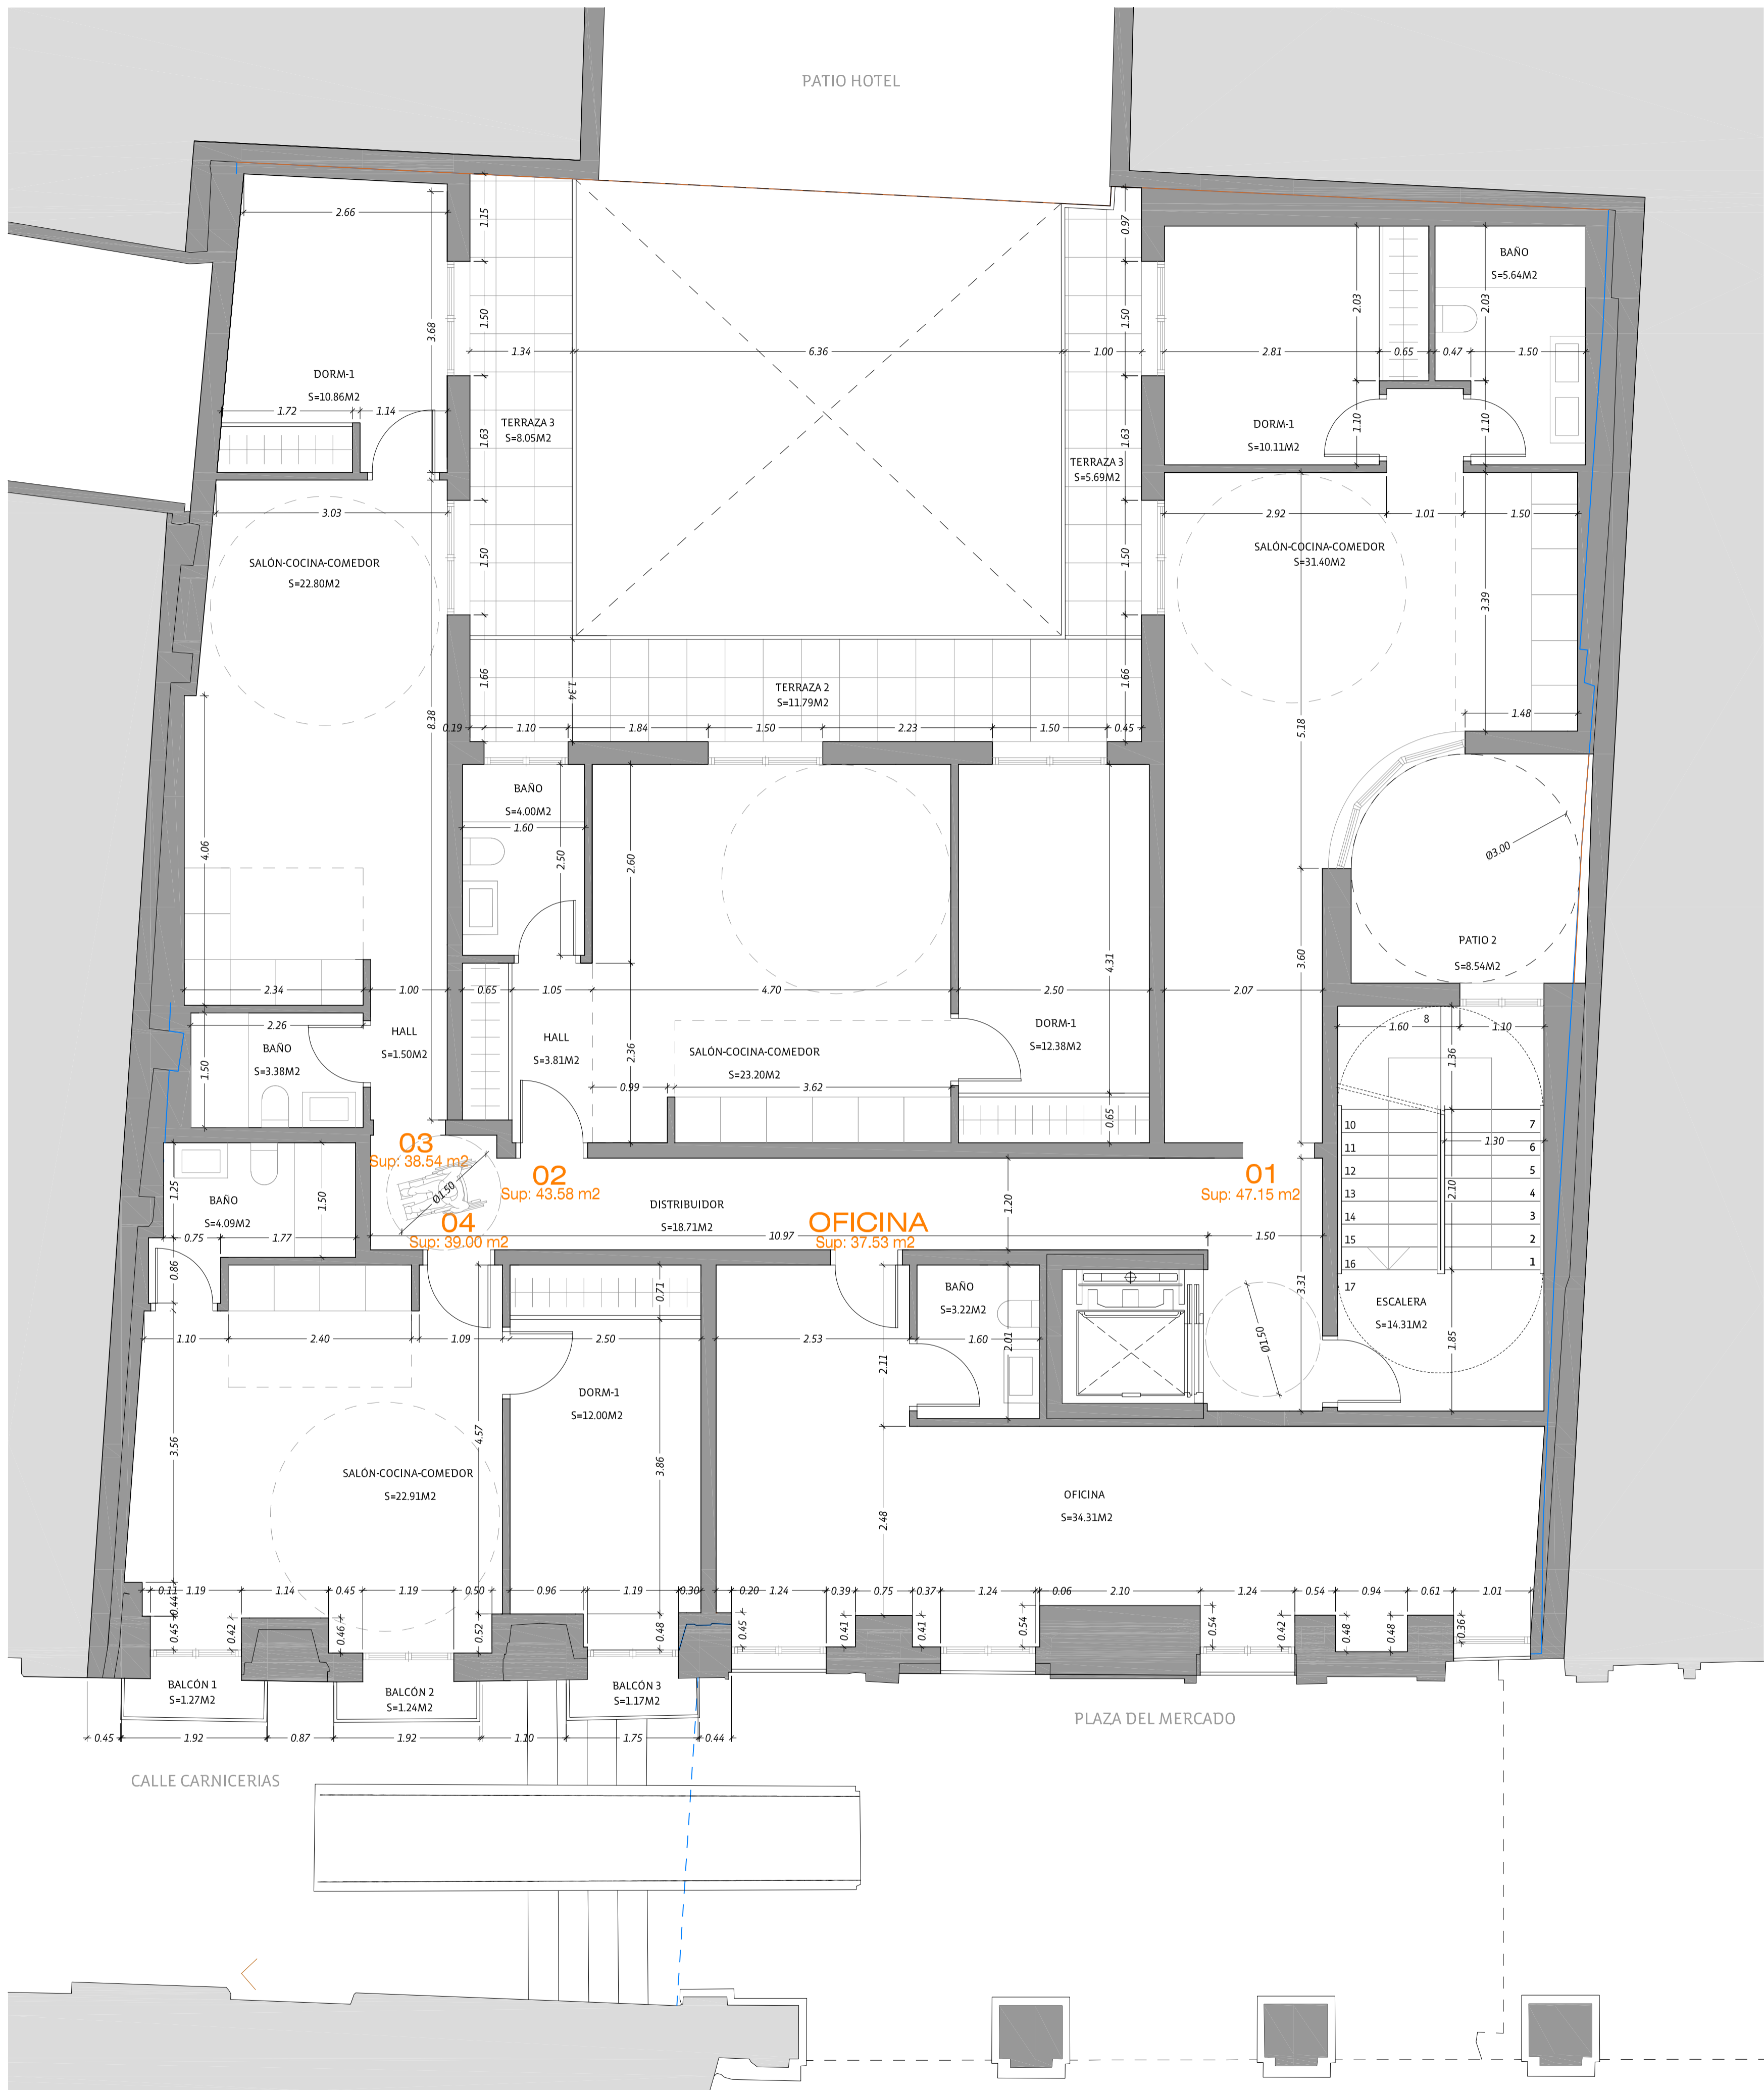 PATIO HOTEL
2.66
1.15
0.97
BAÑO
S=5.64M2
3.68
1.50
1.50
2.03
2.03
1.34
6.36
1.00
2.81
0.65
0.47
1.50
DORM-1
S=10.86M2
1.72
1.14
TERRAZA 3
S=8.05M2
1.63
1.63
DORM-1
S=10.11M2
1.10
1.10
TERRAZA 3
S=5.69M2
3.03
2.92
1.01
1.50
SALÓN-COCINA-COMEDOR
S=22.80M2
1.50
1.50
SALÓN-COCINA-COMEDOR
S=31.40M2
3.39
1.66
1.34
TERRAZA 2
S=11.79M2
1.66
8.38
0.19
1.10
1.84
1.50
2.23
1.50
0.45
5.18
1.48
BAÑO
S=4.00M2
1.60
4.06
2.50
2.60
Ø3.00
PATIO 2
S=8.54M2
4.31
3.60
2.34
1.00
0.65
1.05
4.70
2.50
2.07
2.26
HALL
S=1.50M2
BAÑO
S=3.38M2
1.50
HALL
S=3.81M2
2.36
SALÓN-COCINA-COMEDOR
S=23.20M2
DORM-1
S=12.38M2
0.99
3.62
0.65
8
1.60
1.10
1.36
10
11
12
13
14
15
16
17
7
6
5
4
3
2
1
1.30
2.10
03
Sup: 38.54 m2
02
Sup: 43.58 m2
01
Sup: 47.15 m2
Ø1.50
04
Sup: 39.00 m2
DISTRIBUIDOR
S=18.71M2
OFICINA
Sup: 37.53 m2
1.20
10.97
1.50
1.25
1.50
BAÑO
S=4.09M2
0.75
1.77
0.86
0.71
BAÑO
S=3.22M2
3.31
ESCALERA
S=14.31M2
1.10
2.40
1.09
2.50
2.53
1.60
2.01
2.11
Ø1.50
1.85
DORM-1
S=12.00M2
3.56
4.57
3.86
SALÓN-COCINA-COMEDOR
S=22.91M2
2.48
OFICINA
S=34.31M2
0.11
1.19
1.14
0.45
1.19
0.50
0.96
1.19
0.30
0.20
1.24
0.39
0.75
0.37
1.24
0.06
2.10
1.24
0.54
0.94
0.61
1.01
0.44
0.45
0.42
0.46
0.52
0.48
0.45
0.41
0.41
0.54
0.54
0.42
0.48
0.48
0.36
BALCÓN 1
S=1.27M2
BALCÓN 2
S=1.24M2
BALCÓN 3
S=1.17M2
PLAZA DEL MERCADO
0.45
1.92
0.87
1.92
1.10
1.75
0.44
CALLE CARNICERIAS